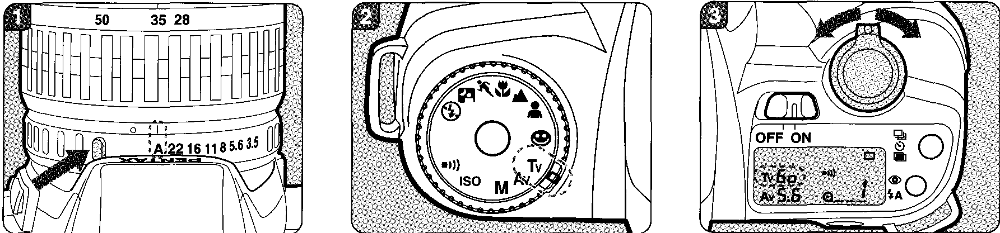 1
50 35 28
A 22 16 11 8 5.6 3.5
PENTAX
2
Tv
Av
M
ISO
3
OFF ON
Tv 60
Av 5.6
1
A